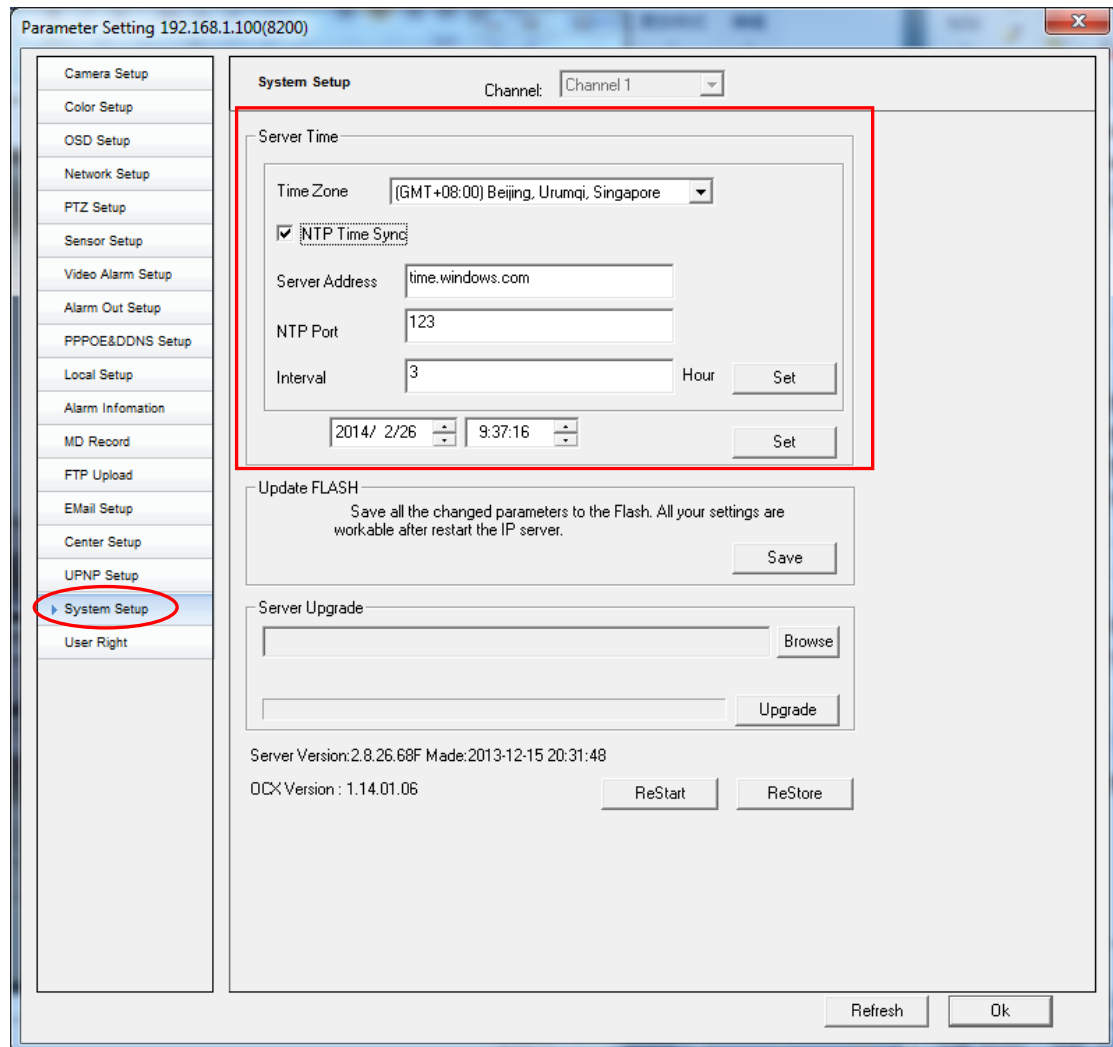 Parameter Setting 192.168.1.100(8200)
Camera Setup
Color Setup
OSD Setup
Network Setup
PTZ Setup
Sensor Setup
Video Alarm Setup
Alarm Out Setup
PPPOE&DDNS Setup
Local Setup
Alarm Infomation
MD Record
FTP Upload
EMail Setup
Center Setup
UPNP Setup
System Setup
User Right
System Setup
Channel: Channel 1
Server Time
Time Zone (GMT+08:00) Beijing, Urumqi, Singapore
NTP Time Sync
Server Address time.windows.com
NTP Port 123
Interval 3 Hour Set
2014/ 2/26 9:37:16 Set
Update FLASH
Save all the changed parameters to the Flash. All your settings are
workable after restart the IP server.
Save
Server Upgrade
Browse
Upgrade
Server Version:2.8.26.68F Made:2013-12-15 20:31:48
OCX Version : 1.14.01.06 ReStart ReStore
Refresh Ok